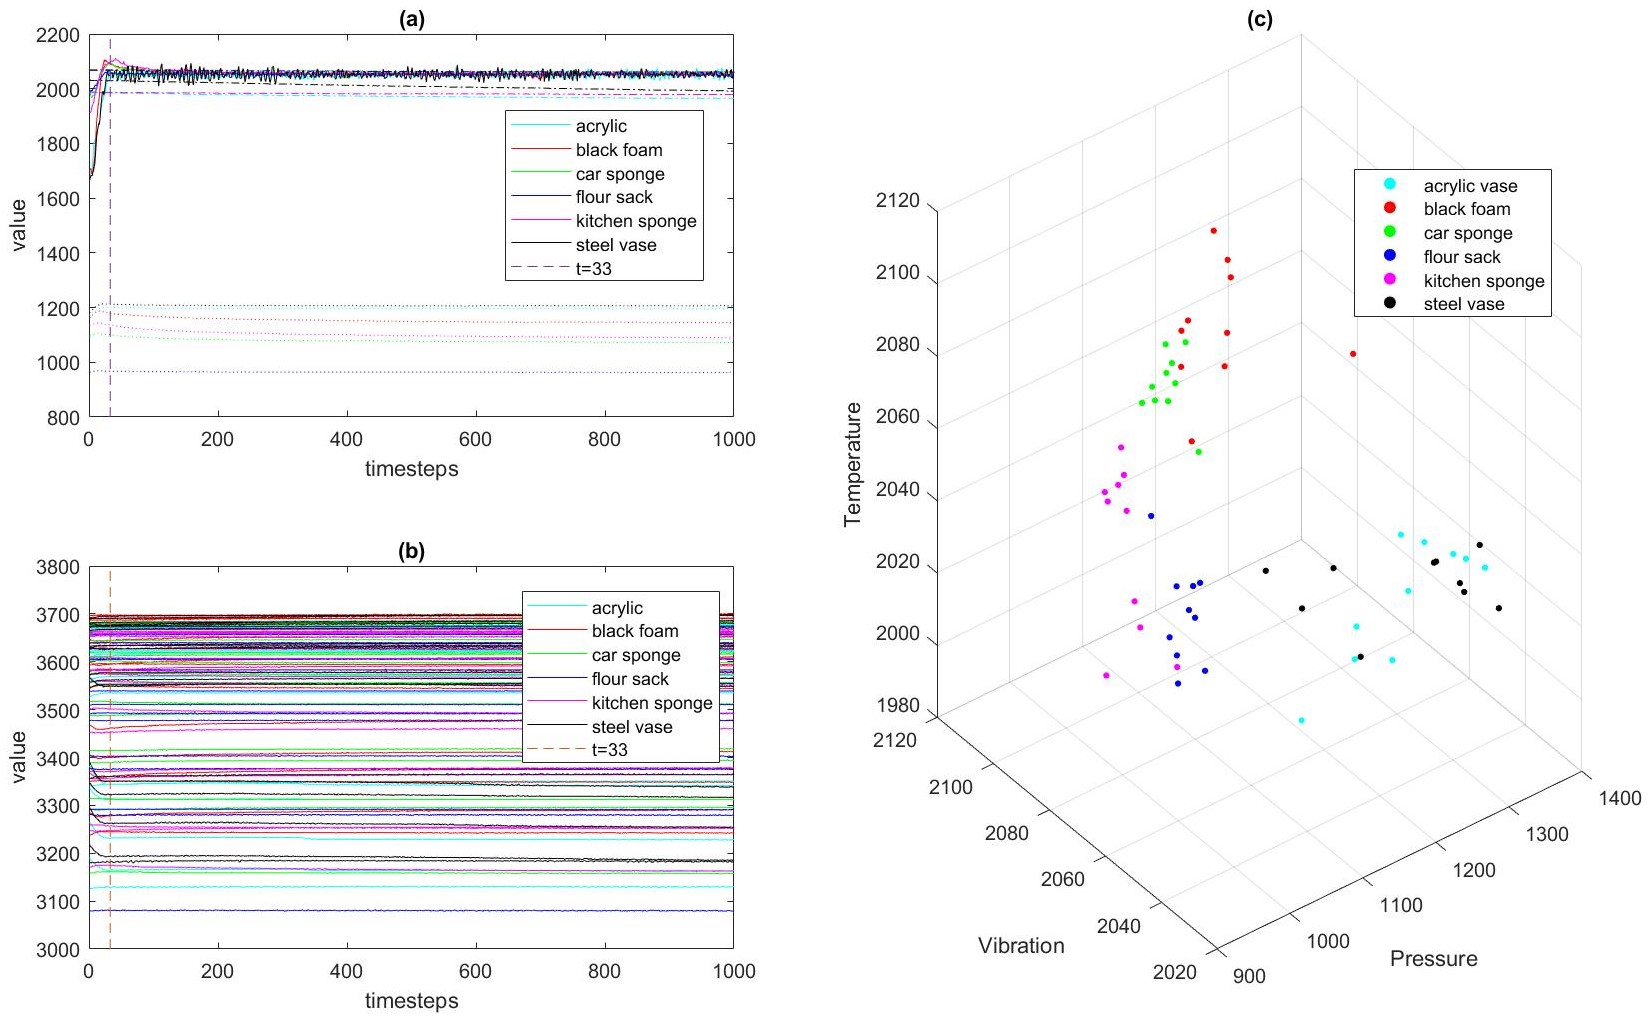 (a)
2200
2000
1800
1600
1400
1200
1000
800
value
0 200 400 600 800 1000
timesteps
acrylic
black foam
car sponge
flour sack
kitchen sponge
steel vase
t=33
(b)
3800
3700
3600
3500
3400
3300
3200
3100
3000
value
0 200 400 600 800 1000
timesteps
acrylic
black foam
car sponge
flour sack
kitchen sponge
steel vase
t=33
(c)
2120
2100
2080
2060
2040
2020
2000
1980
Temperature
acrylic vase
black foam
car sponge
flour sack
kitchen sponge
steel vase
2120
2100
2080
2060
2040
2020
Vibration
900
1000
1100
1200
1300
1400
Pressure